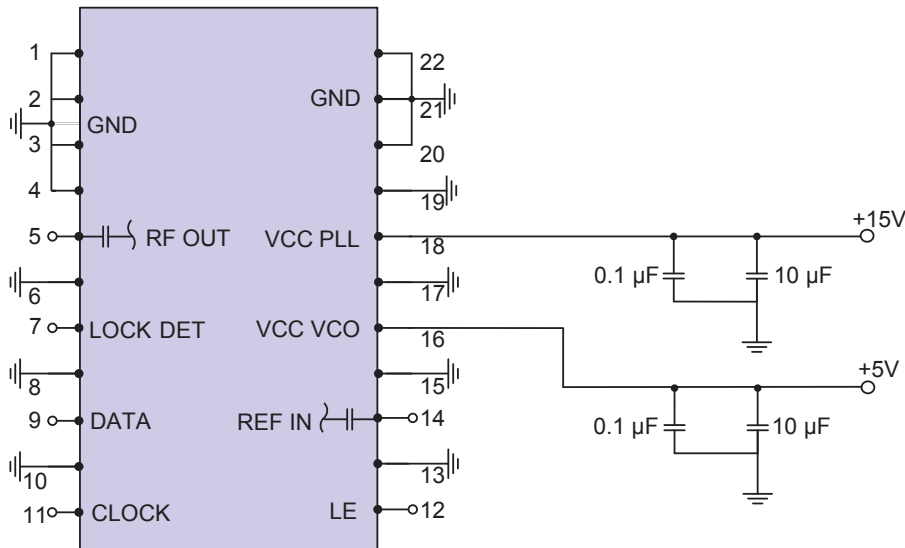 1
22
2
GND
21
GND
3
20
4
19
5
RF OUT
VCC PLL
18
+15V
0.1 µF
10 µF
6
17
7
LOCK DET
VCC VCO
16
8
15
+5V
9
DATA
REF IN
14
0.1 µF
10 µF
10
13
11
CLOCK
LE
12